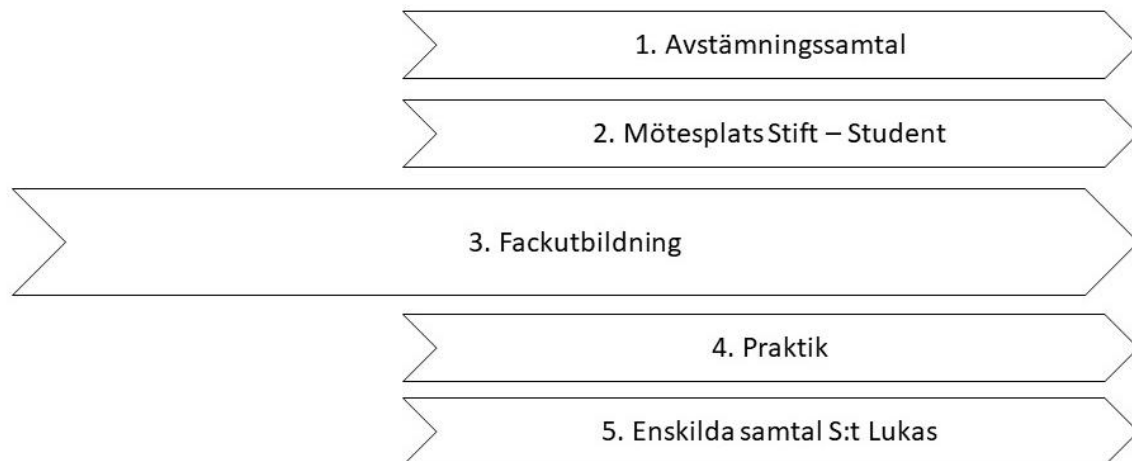 1. Avstämningssamtal
2. Mötesplats Stift – Student
3. Fackutbildning
4. Praktik
5. Enskilda samtal S:t Lukas